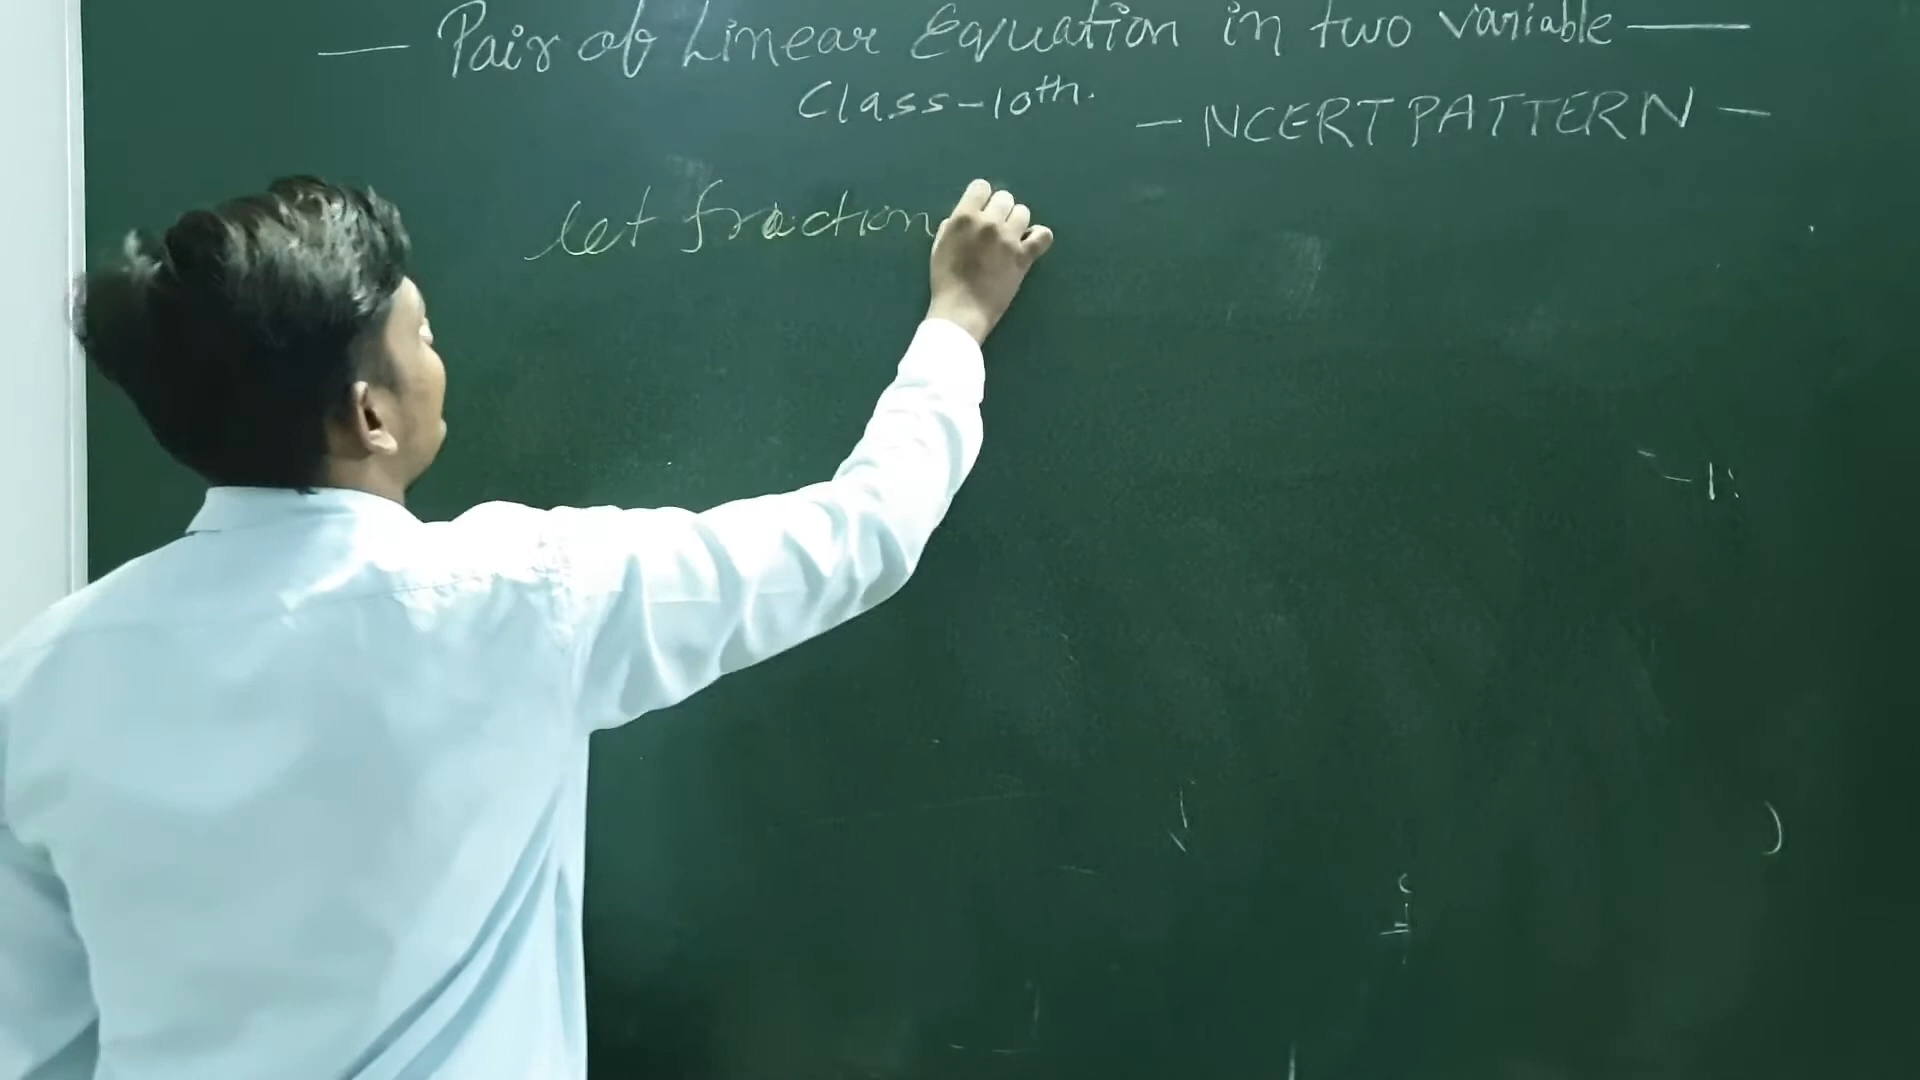 — Pair of Linear Equation in two variable —
Class-10th.
— NCERT PATTERN —
let fraction